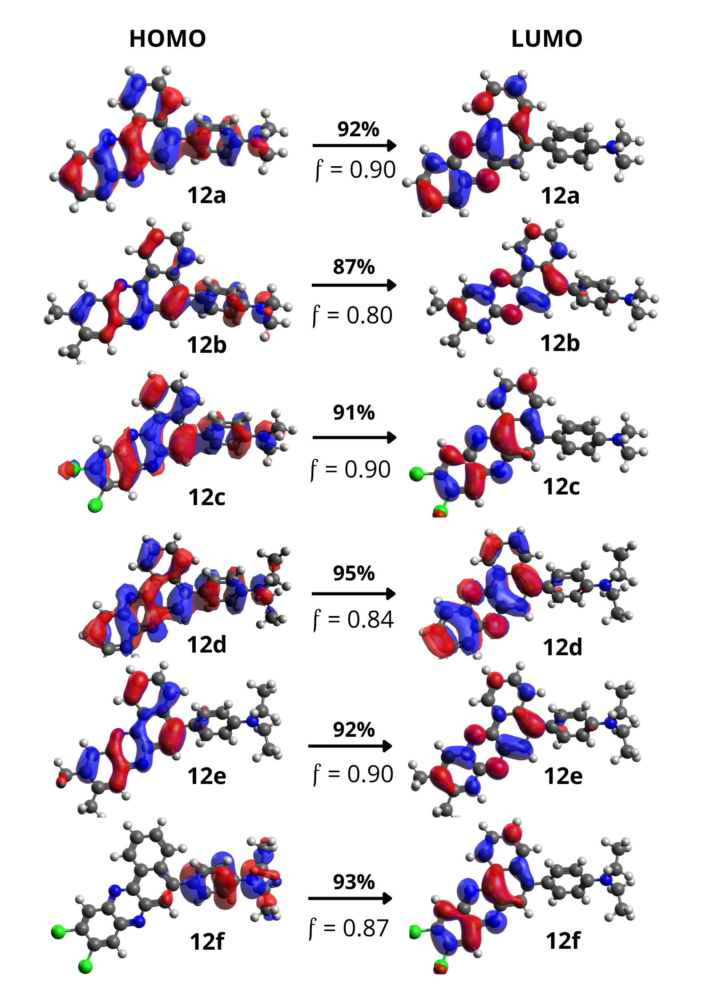 HOMO LUMO
92%
f = 0.90
12a 12a
87%
f = 0.80
12b 12b
91%
f = 0.90
12c 12c
95%
f = 0.84
12d 12d
92%
f = 0.90
12e 12e
93%
f = 0.87
12f 12f